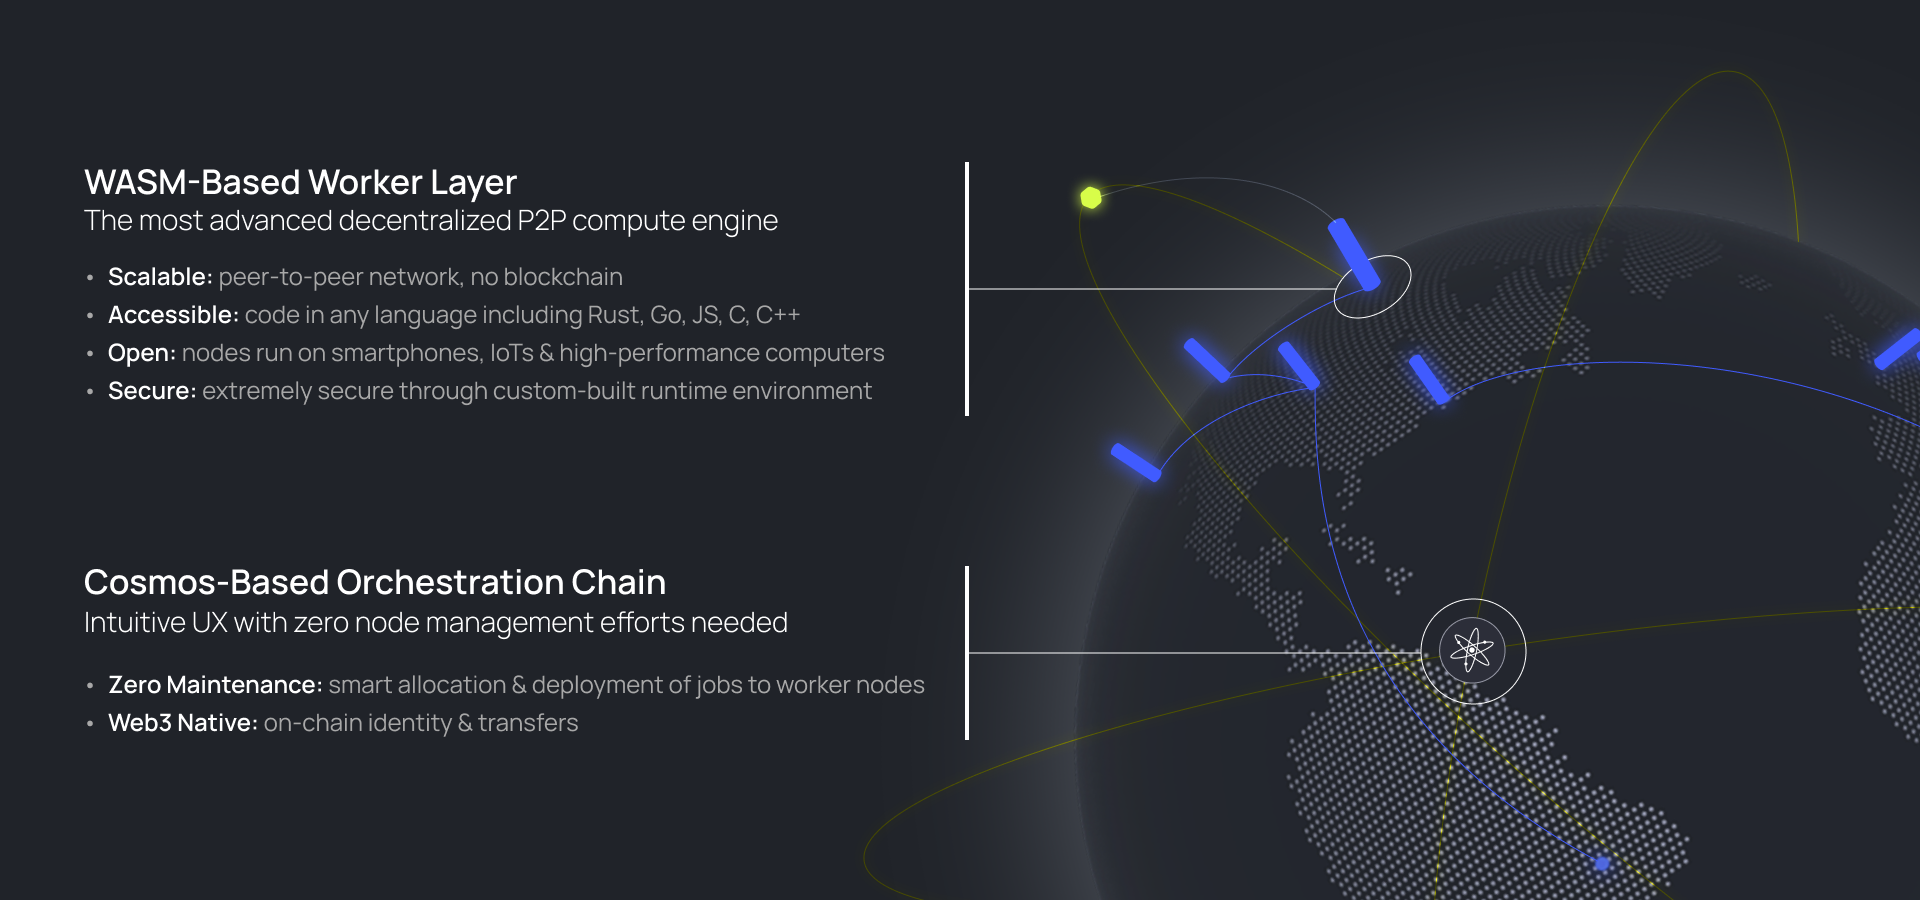 WASM-Based Worker Layer
The most advanced decentralized P2P compute engine
• Scalable: peer-to-peer network, no blockchain
• Accessible: code in any language including Rust, Go, JS, C, C++
• Open: nodes run on smartphones, IoTs & high-performance computers
• Secure: extremely secure through custom-built runtime environment
Cosmos-Based Orchestration Chain
Intuitive UX with zero node management efforts needed
• Zero Maintenance: smart allocation & deployment of jobs to worker nodes
• Web3 Native: on-chain identity & transfers